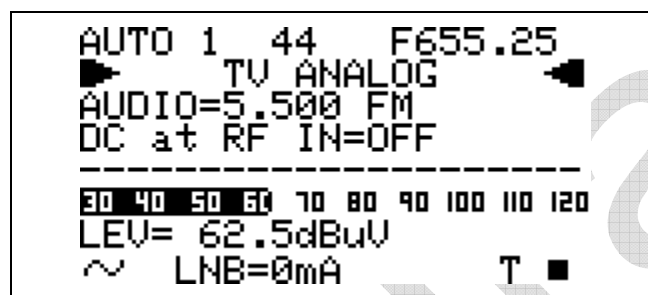 AUTO 1 44 F655.25
TV ANALOG
AUDIO=5.500 FM
DC at RF IN=OFF
30 40 50 60 70 80 90 100 110 120
LEV= 62.5dBuV
~ LNB=0mA T ■